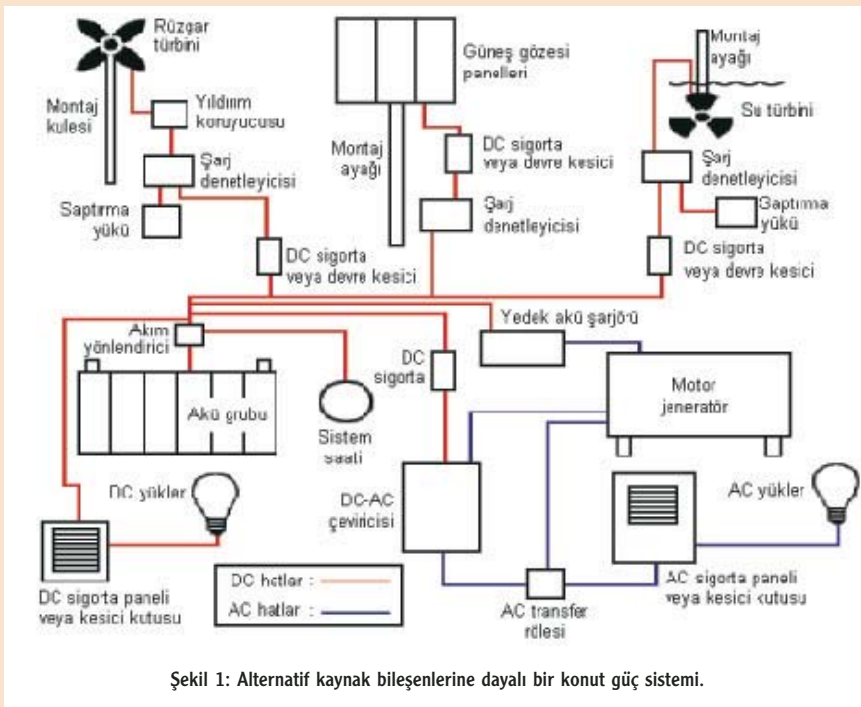 Rüzgar
türbini
Montaj
kulesi
Yıldırım
koruyucusu
Şarj
denetleyicisi
Saptırma
yükü
DC sigorta
veya devre kesici
Güneş gözesi
panelleri
Montaj
ayağı
DC sigorta
veya devre kesici
Şarj
denetleyicisi
Montaj
ayağı
Su türbini
Şarj
denetleyicisi
Saptırma
yükü
DC sigorta
veya devre kesici
Akım
yönlendirici
Akü grubu
Sistem
saati
DC
sigorta
Yedek akü şarjörü
Motor
jeneratör
DC yükler
DC-AC
çeviricisi
AC yükler
DC sigorta paneli
veya kesici kutusu
DC hatlar :
AC hatlar :
AC transfer
rölesi
AC sigorta paneli
veya kesici kutusu
Şekil 1: Alternatif kaynak bileşenlerine dayalı bir konut güç sistemi.